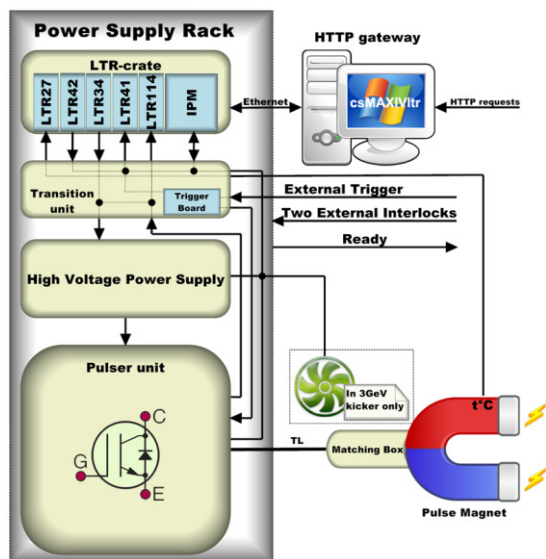 Power Supply Rack
LTR-crate
LTR27
LTR42
LTR34
LTR41
LTR114
IPM
Ethernet
HTTP gateway
csMAXIVltr
HTTP requests
Transition
unit
Trigger
Board
External Trigger
Two External Interlocks
Ready
High Voltage Power Supply
Pulser unit
C
G
E
In 3GeV
kicker only
TL
Matching Box
t°C
Pulse Magnet